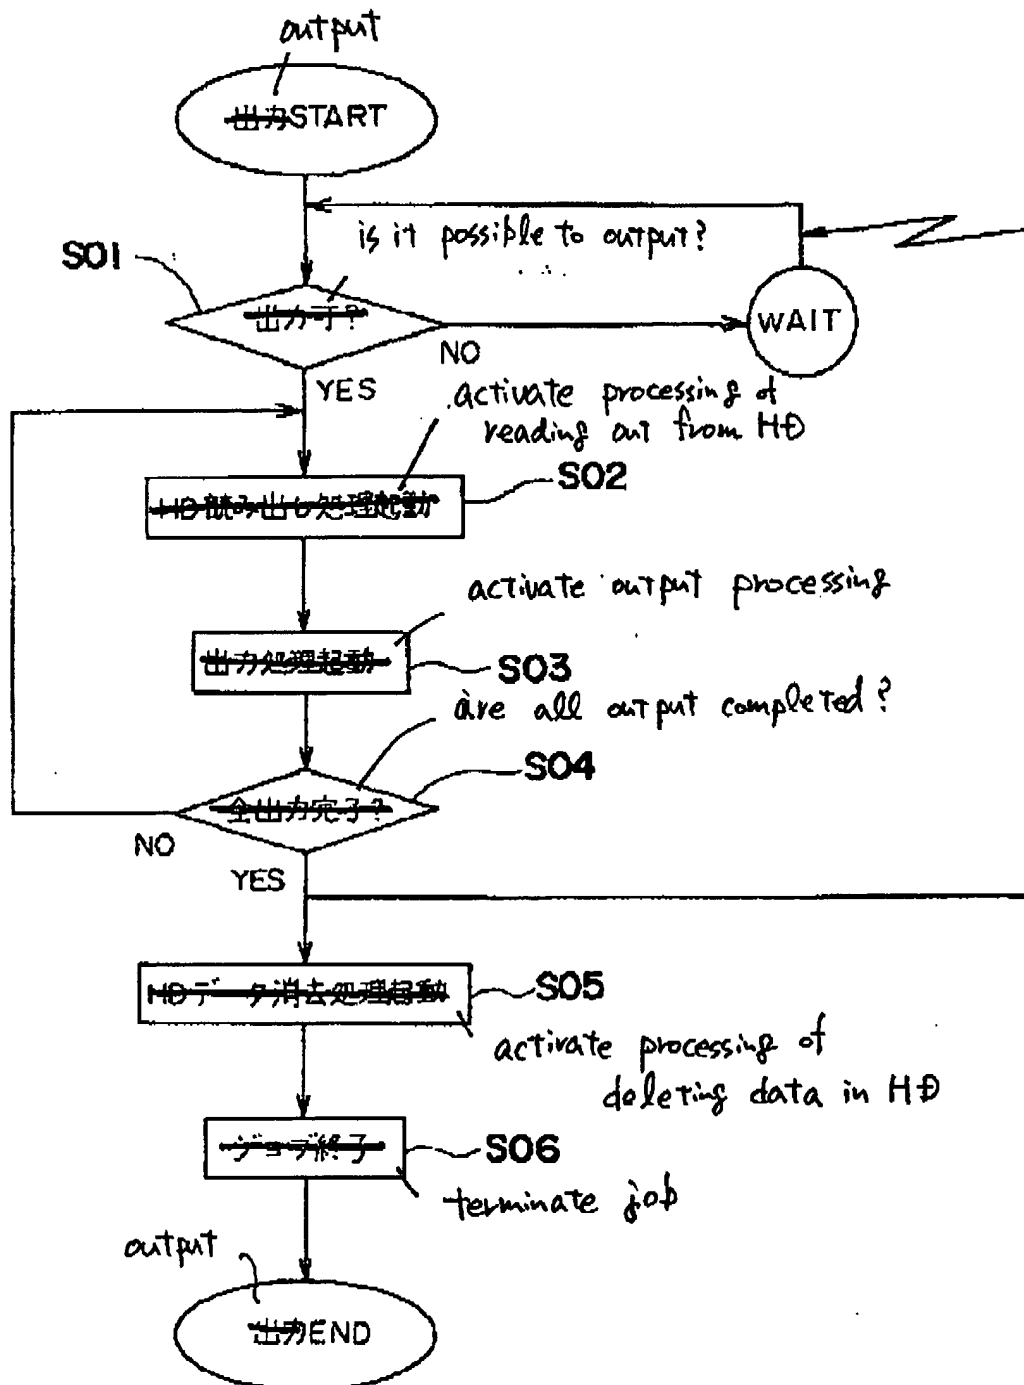 output
出力START
is it possible to output?
S01
出力可?
WAIT
NO
YES
activate processing of
reading out from HD
S02
HD読み出し処理起動
activate output processing
出力処理起動
S03
are all output completed?
S04
全出力完了?
NO
YES
HDデータ消去処理起動
S05
activate processing of
deleting data in HD
ジョブ終了
S06
terminate job
output
出力END